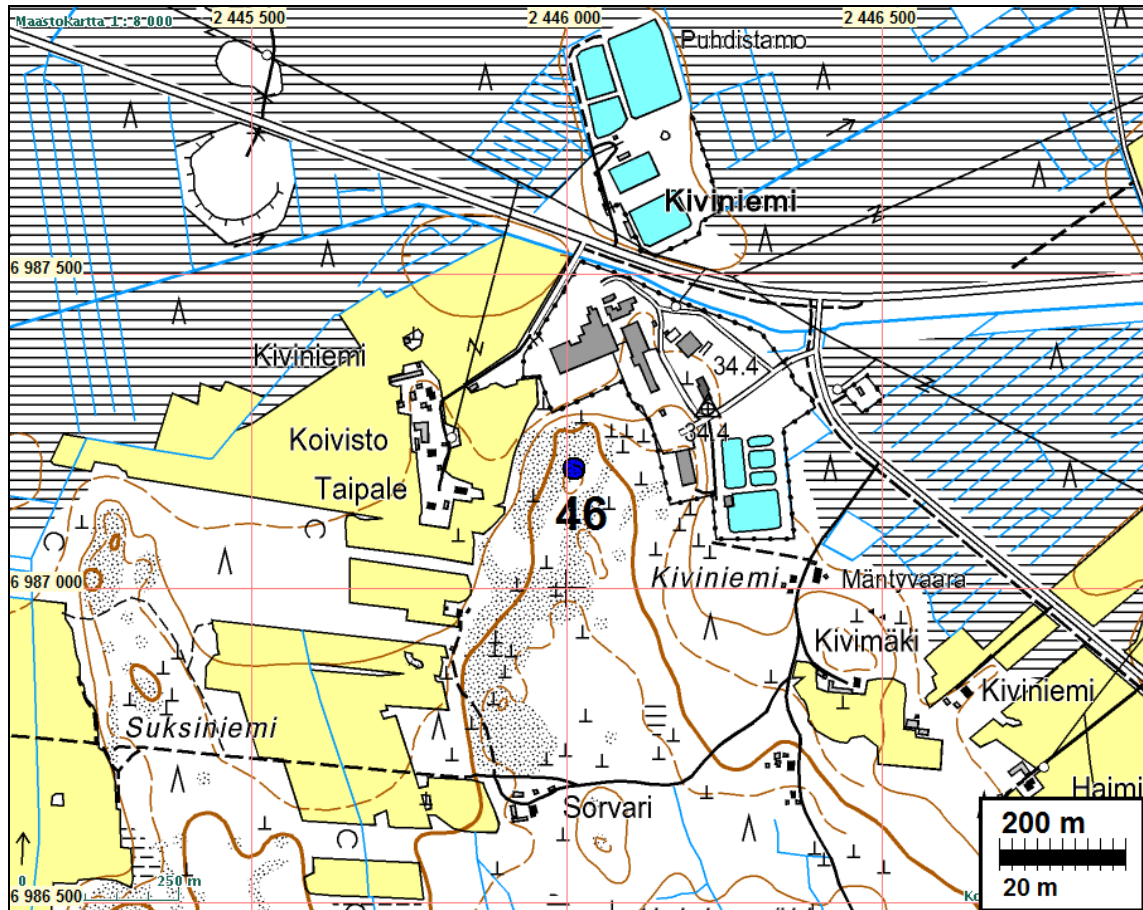 Maastokartta 1 : 8 000
2 445 500
2 446 000
2 446 500
Puhdistamo
Kiviniemi
6 987 500
Kiviniemi
34.4
Koivisto
34.4
Taipale
46
6 987 000
Kiviniemi
Mäntyvaara
Kivimäki
Kiviniemi
Suksiniemi
Sorvari
Haimi
200 m
20 m
0
250 m
6 986 500